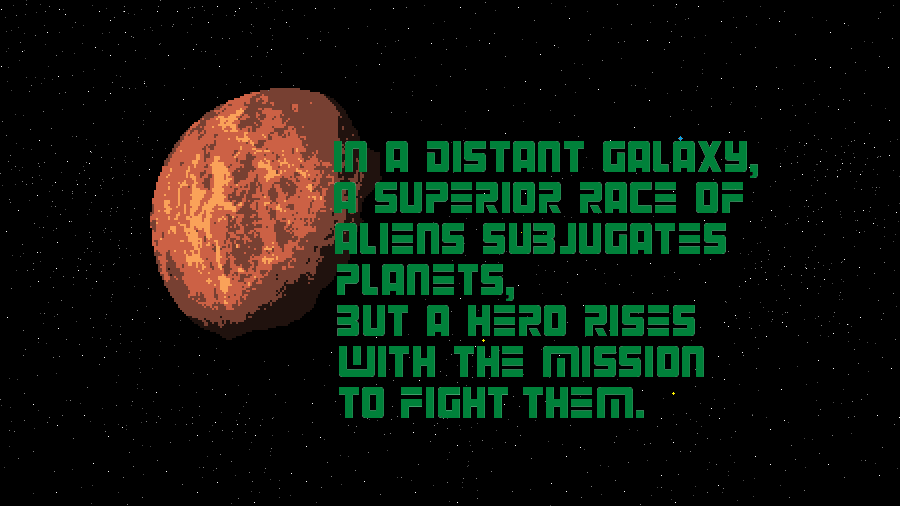 IN A DISTANT GALAXY,
A SUPERIOR RACE OF
ALIENS SUBJUGATES
PLANETS,
BUT A HERO RISES
WITH THE MISSION
TO FIGHT THEM.